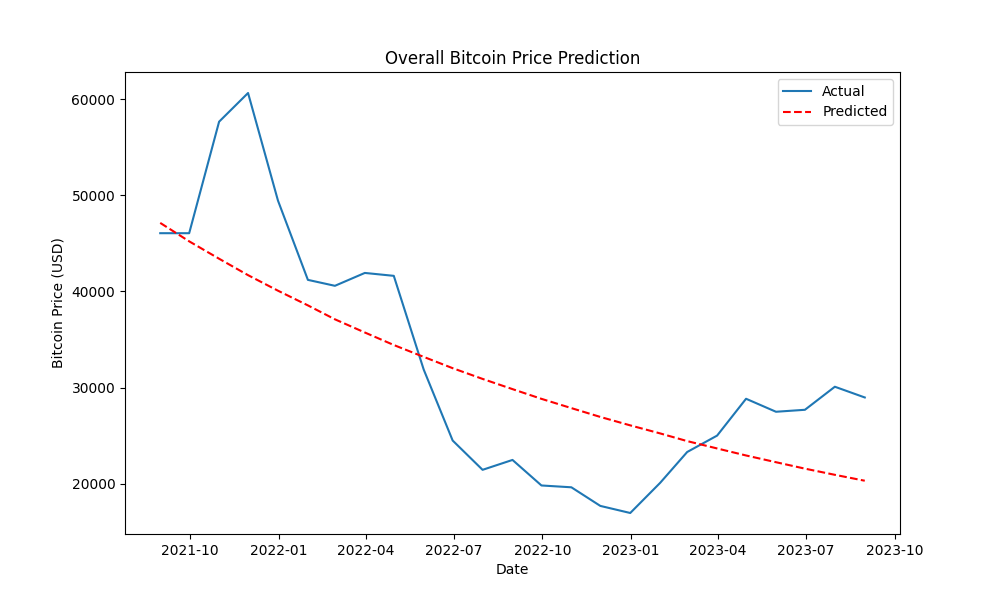 Overall Bitcoin Price Prediction
Actual
Predicted
60000
50000
40000
30000
20000
Bitcoin Price (USD)
2021-10 2022-01 2022-04 2022-07 2022-10 2023-01 2023-04 2023-07 2023-10
Date